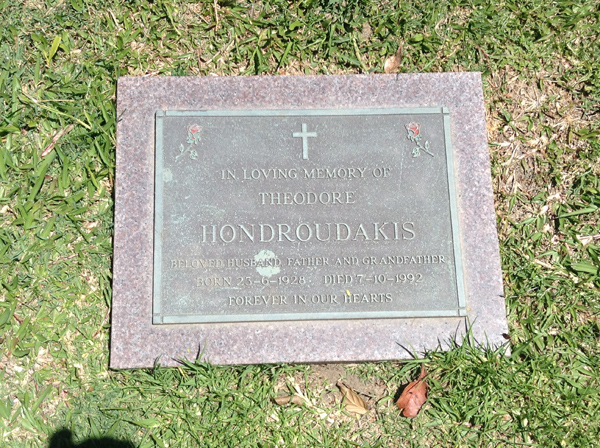 IN LOVING MEMORY OF
THEODORE
HONDROUDAKIS
BELOVED HUSBAND, FATHER AND GRANDFATHER
BORN 23-6-1928 DIED 7-10-1992
FOREVER IN OUR HEARTS